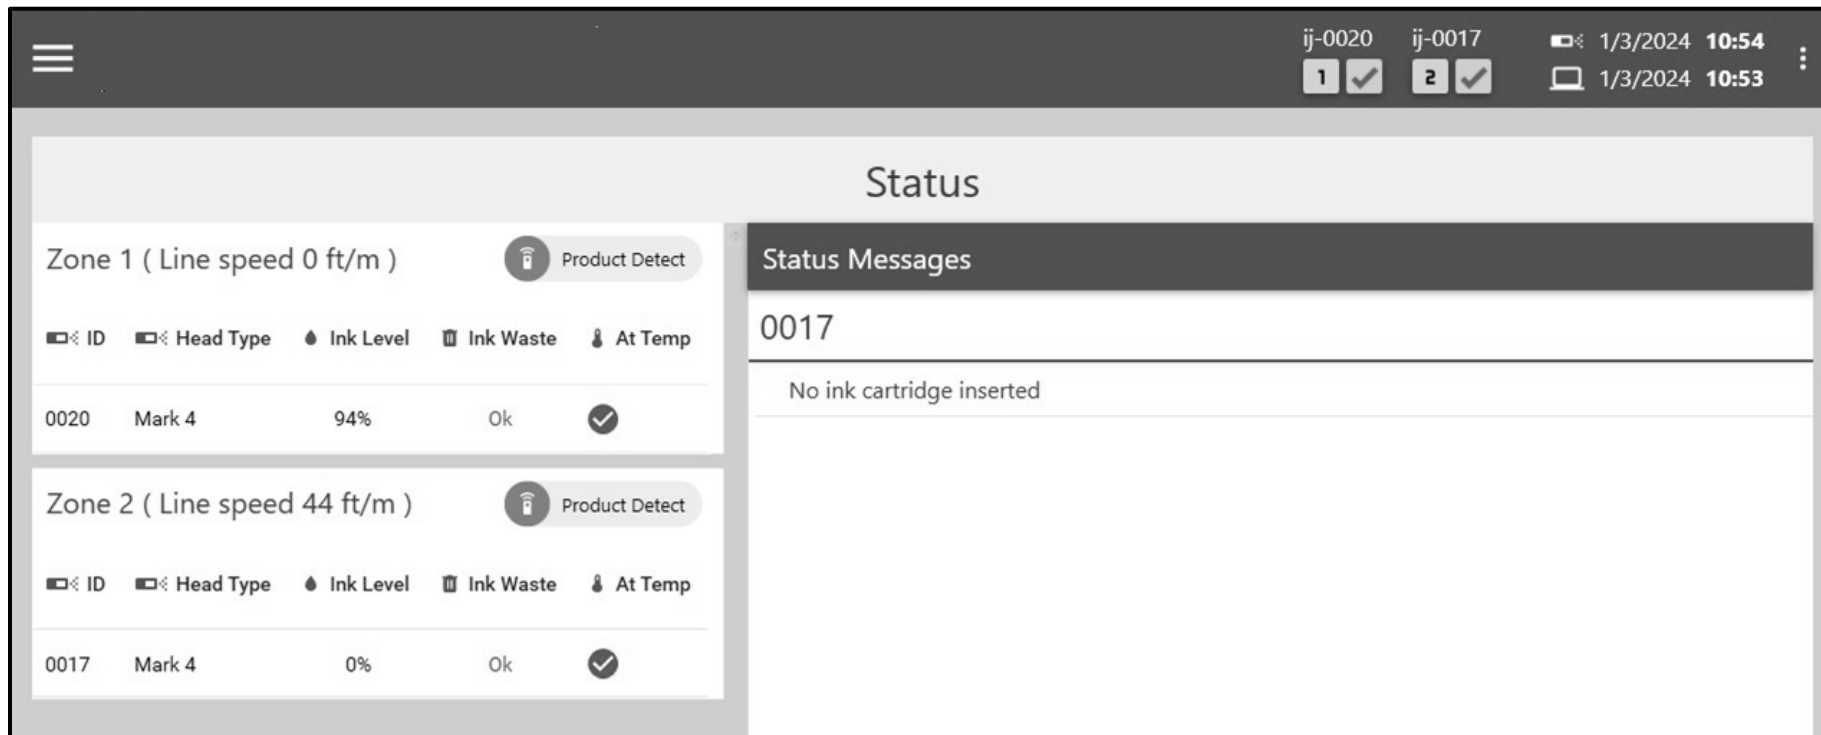 ij-0020 ij-0017 1/3/2024 10:54
1 2 1/3/2024 10:53
Status
Zone 1 ( Line speed 0 ft/m ) Product Detect
ID Head Type Ink Level Ink Waste At Temp
0020 Mark 4 94% Ok
Zone 2 ( Line speed 44 ft/m ) Product Detect
ID Head Type Ink Level Ink Waste At Temp
0017 Mark 4 0% Ok
Status Messages
0017
No ink cartridge inserted